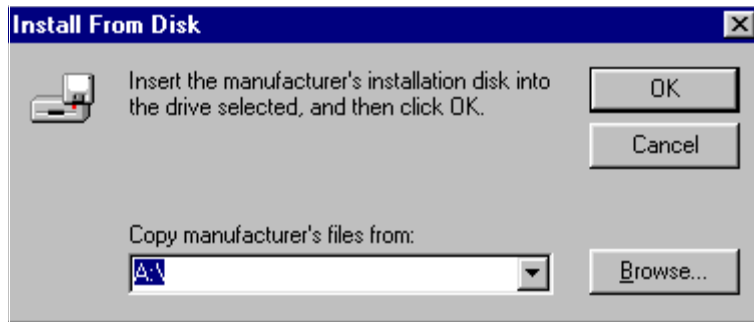 Install From Disk
Insert the manufacturer's installation disk into
the drive selected, and then click OK.
OK
Cancel
Copy manufacturer's files from:
A:\
Browse...